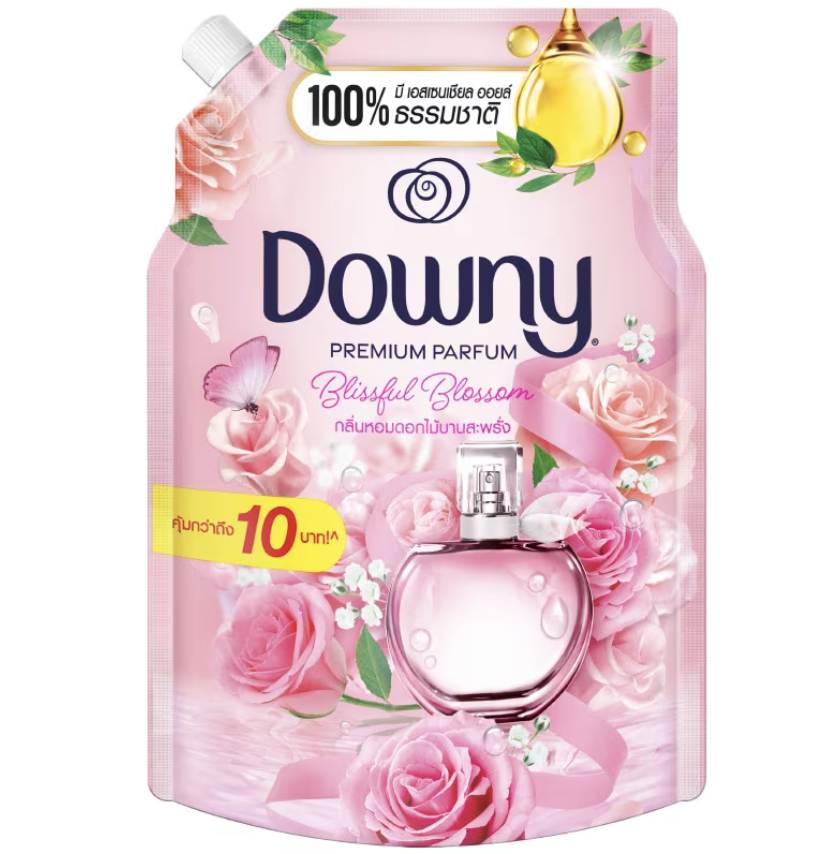 100% มี เอสเซนเชียล ออยล์
ธรรมชาติ
Downy®
PREMIUM PARFUM
Blissful Blossom
กลิ่นหอมดอกไม้บานสะพรั่ง
คุ้มกว่าถึง 10 บาท!^